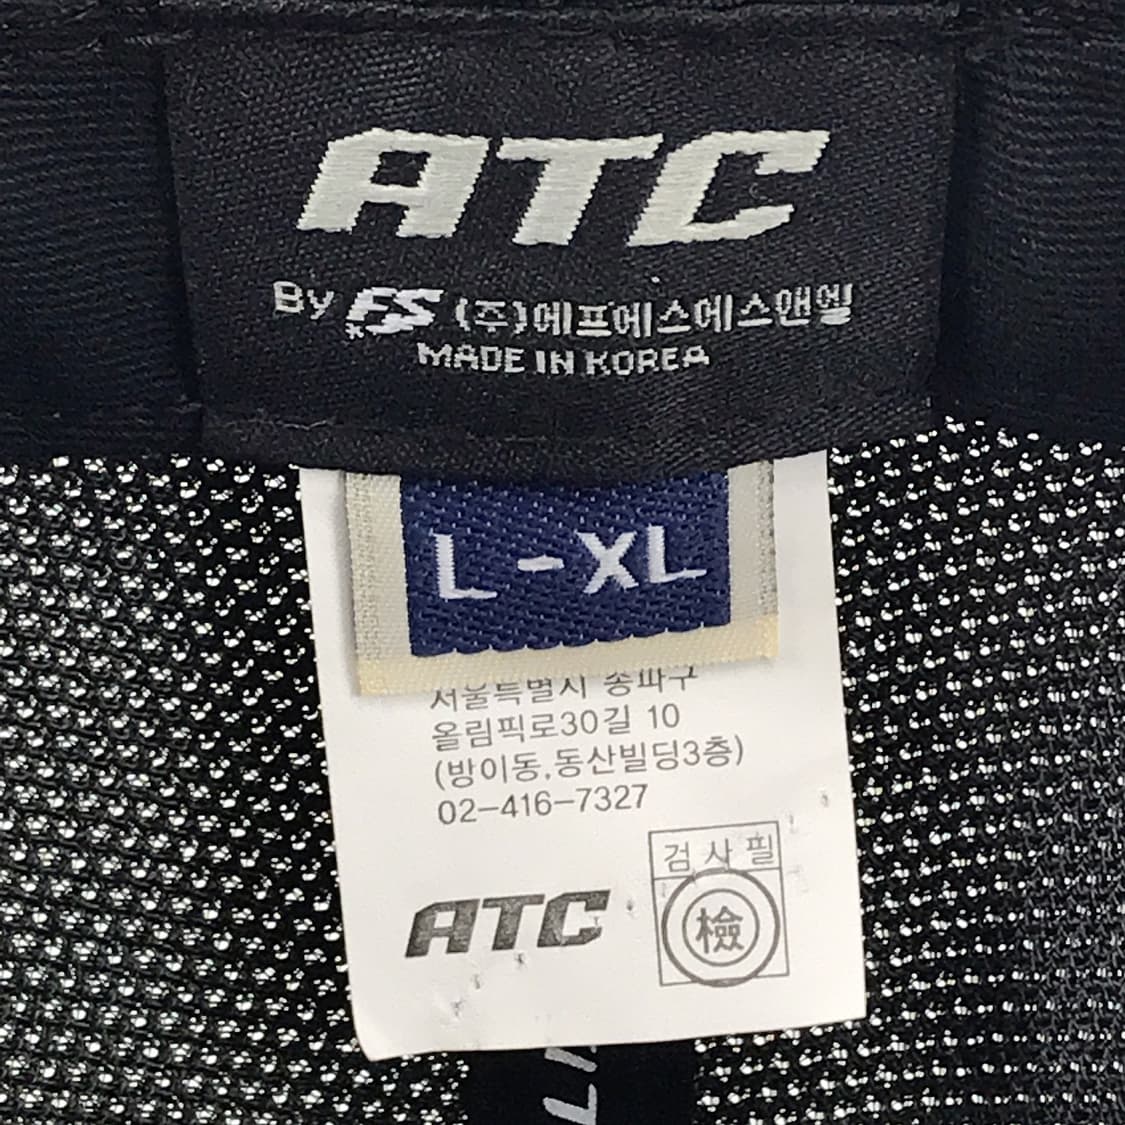 ATC
By FS (주)에프에스에스앤엘
MADE IN KOREA
L-XL
서울특별시 송파구
올림픽로30길 10
(방이동,동산빌딩3층)
02-416-7327
ATC
검사필
檢